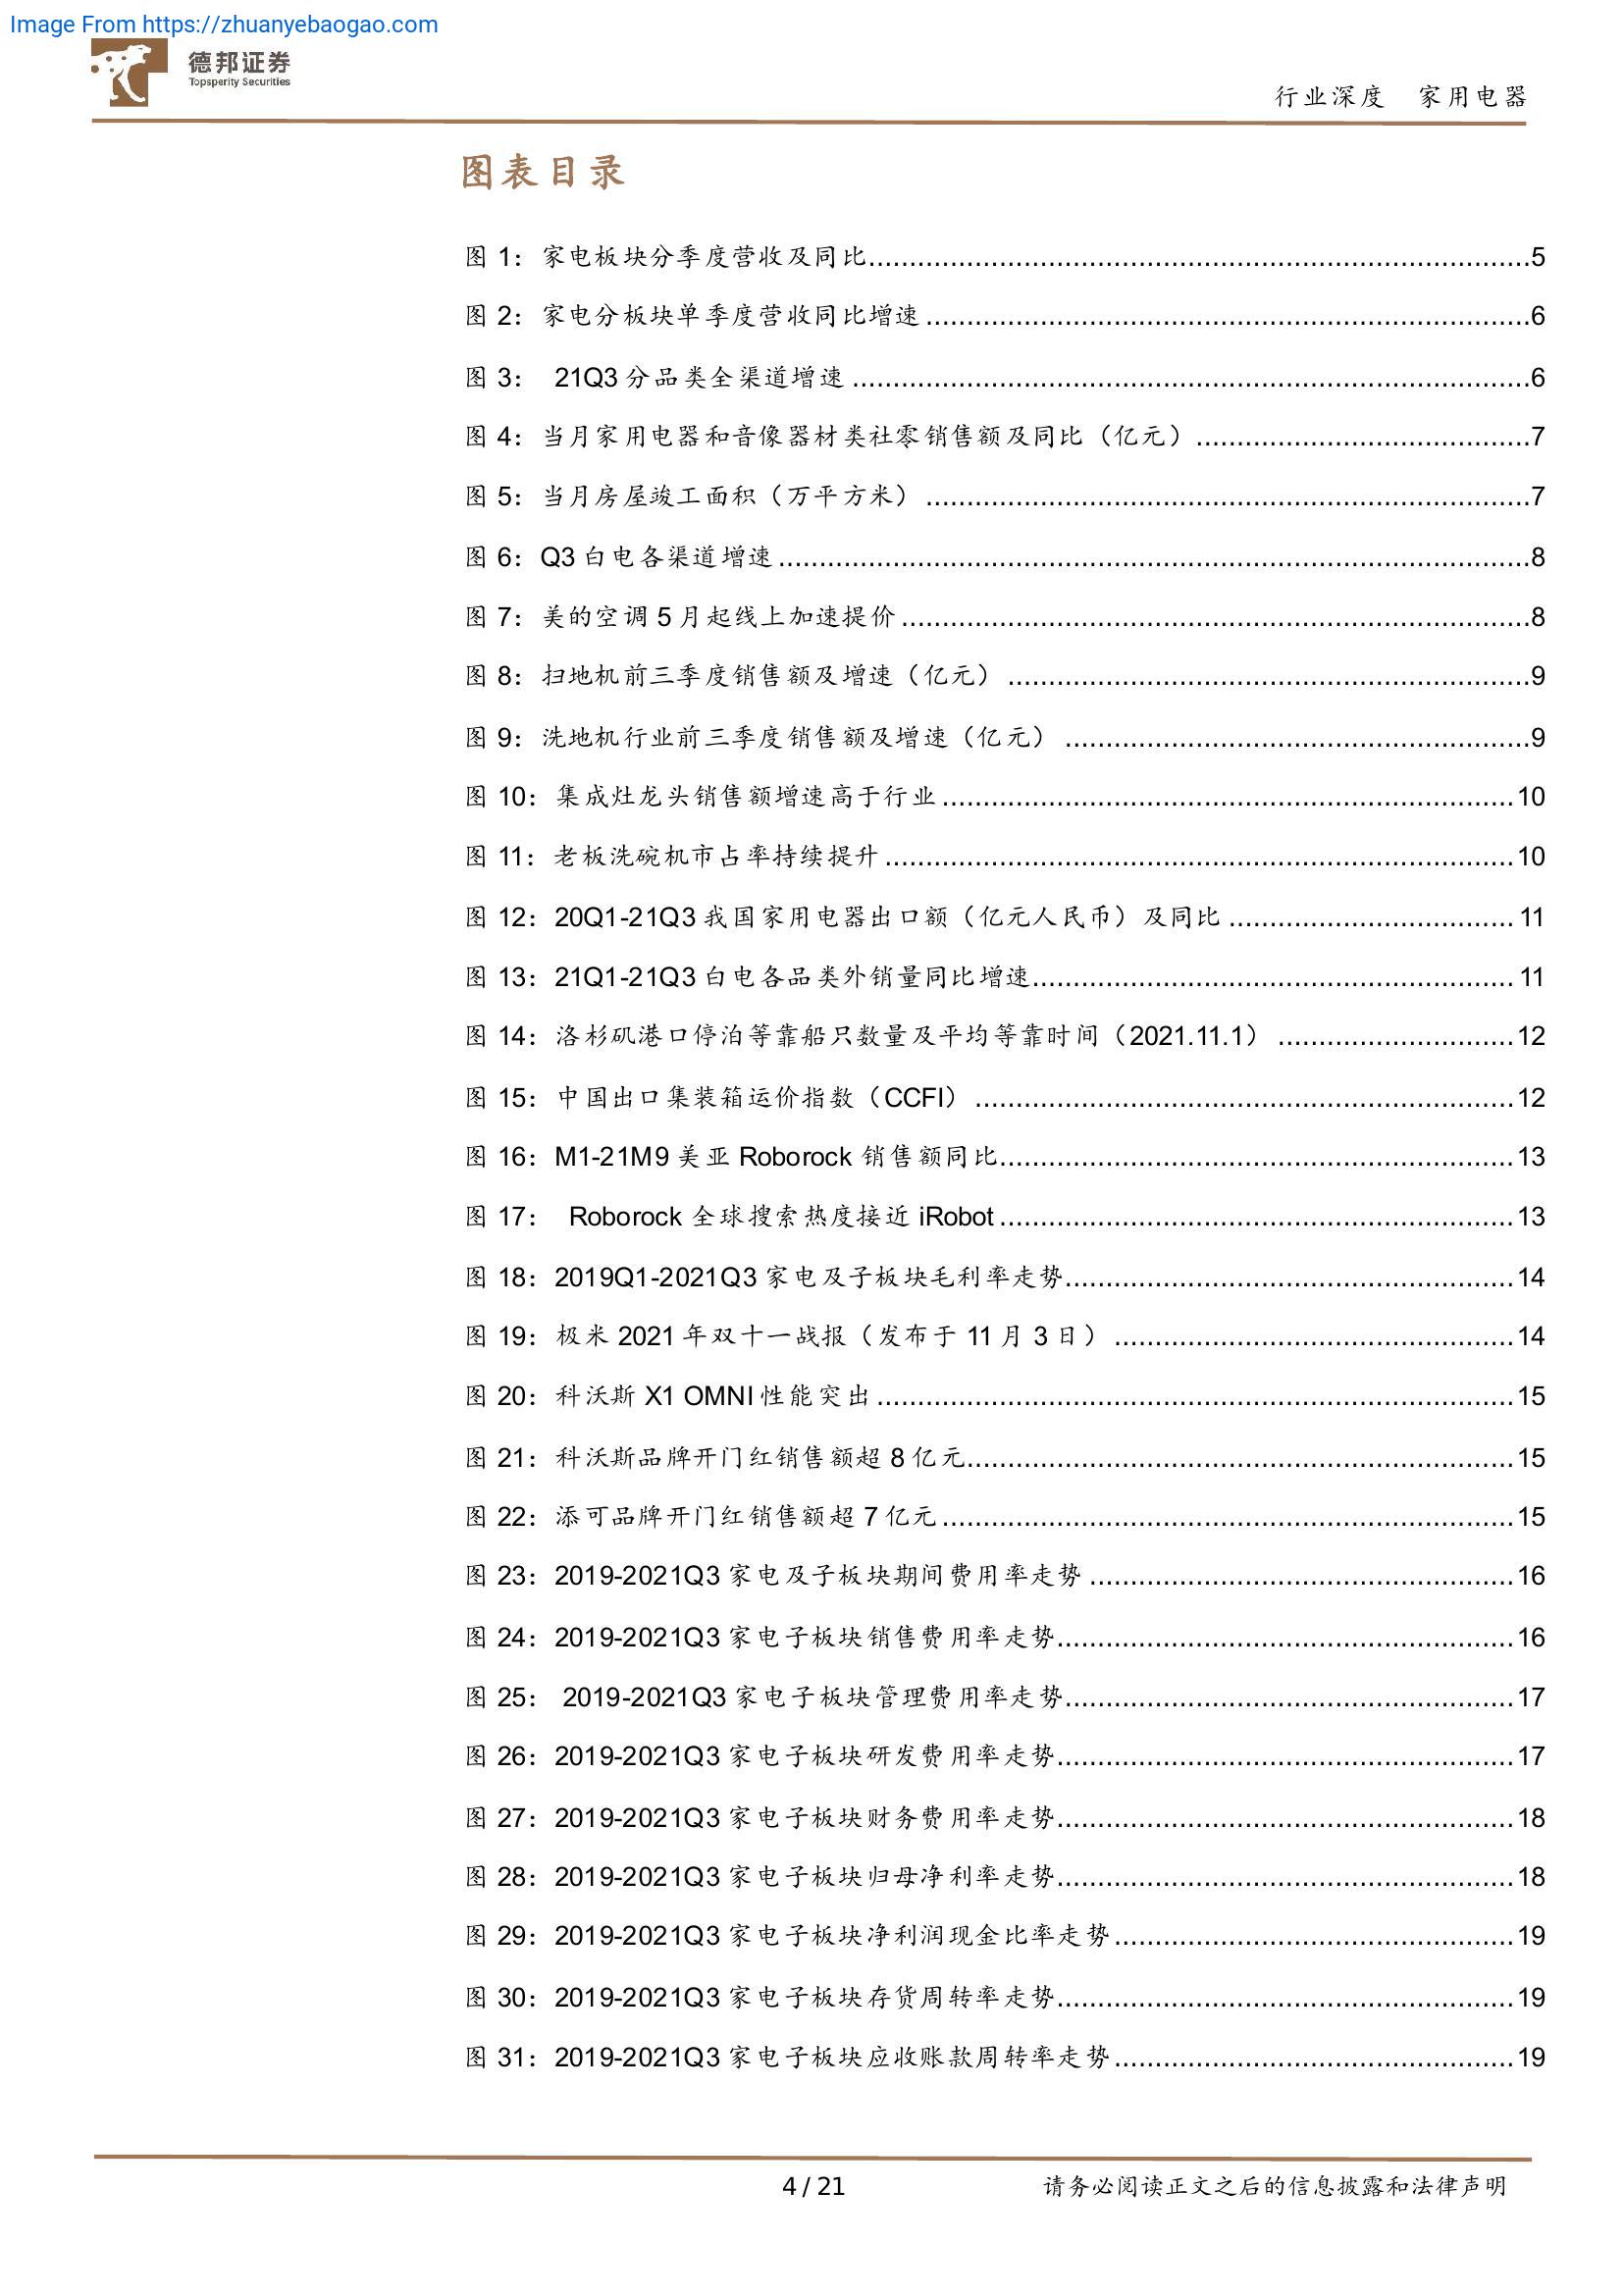 Image From https://zhuanyebaogao.com
德邦证券
Topsperity Securities
行业深度 家用电器
图表目录
图 1：家电板块分季度营收及同比................................................................................5
图 2：家电分板块单季度营收同比增速.........................................................................6
图 3： 21Q3 分品类全渠道增速..................................................................................6
图 4：当月家用电器和音像器材类社零销售额及同比（亿元）.........................................7
图 5：当月房屋竣工面积（万平方米）.........................................................................7
图 6：Q3 白电各渠道增速...........................................................................................8
图 7：美的空调 5 月起线上加速提价............................................................................8
图 8：扫地机前三季度销售额及增速（亿元）...............................................................9
图 9：洗地机行业前三季度销售额及增速（亿元）........................................................9
图 10：集成灶龙头销售额增速高于行业.....................................................................10
图 11：老板洗碗机市占率持续提升............................................................................10
图 12：20Q1-21Q3 我国家用电器出口额（亿元人民币）及同比...................................11
图 13：21Q1-21Q3 白电各品类外销量同比增速..........................................................11
图 14：洛杉矶港口停泊等靠船只数量及平均等靠时间（2021.11.1）............................12
图 15：中国出口集装箱运价指数（CCFI）.................................................................12
图 16：M1-21M9 美亚 Roborock 销售额同比..............................................................13
图 17： Roborock 全球搜索热度接近 iRobot..............................................................13
图 18：2019Q1-2021Q3 家电及子板块毛利率走势......................................................14
图 19：极米 2021 年双十一战报（发布于 11 月 3 日）................................................14
图 20：科沃斯 X1 OMNI 性能突出.............................................................................15
图 21：科沃斯品牌开门红销售额超 8 亿元..................................................................15
图 22：添可品牌开门红销售额超 7 亿元.....................................................................15
图 23：2019-2021Q3 家电及子板块期间费用率走势...................................................16
图 24：2019-2021Q3 家电子板块销售费用率走势.......................................................16
图 25： 2019-2021Q3 家电子板块管理费用率走势......................................................17
图 26：2019-2021Q3 家电子板块研发费用率走势.......................................................17
图 27：2019-2021Q3 家电子板块财务费用率走势.......................................................18
图 28：2019-2021Q3 家电子板块归母净利率走势.......................................................18
图 29：2019-2021Q3 家电子板块净利润现金比率走势................................................19
图 30：2019-2021Q3 家电子板块存货周转率走势.......................................................19
图 31：2019-2021Q3 家电子板块应收账款周转率走势................................................19
4 / 21
请务必阅读正文之后的信息披露和法律声明